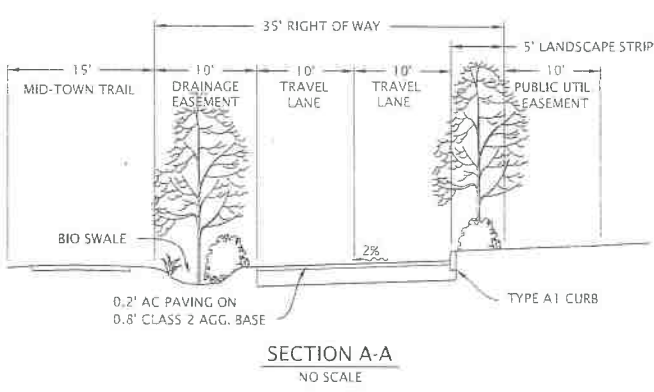 35' RIGHT OF WAY
5' LANDSCAPE STRIP
15'
10'
10'
10'
10'
MID-TOWN TRAIL
DRAINAGE
EASEMENT
TRAVEL
LANE
TRAVEL
LANE
PUBLIC UTIL
EASEMENT
BIO SWALE
2%
0.2' AC PAVING ON
0.8' CLASS 2 AGG. BASE
TYPE A1 CURB
SECTION A-A
NO SCALE